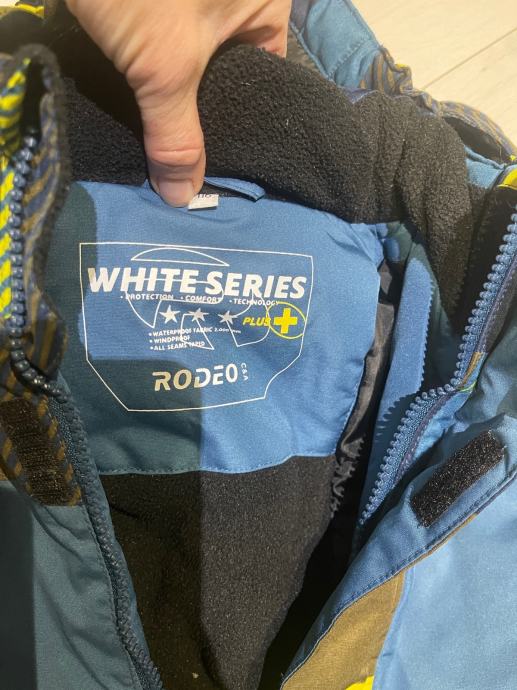 WHITE SERIES
• PROTECTION • COMFORT • TECHNOLOGY
★ ★ ★ PLUS +
• WATERPROOF FABRIC
• WINDPROOF
• ALL SEAMS TAPED
RODEO C&A